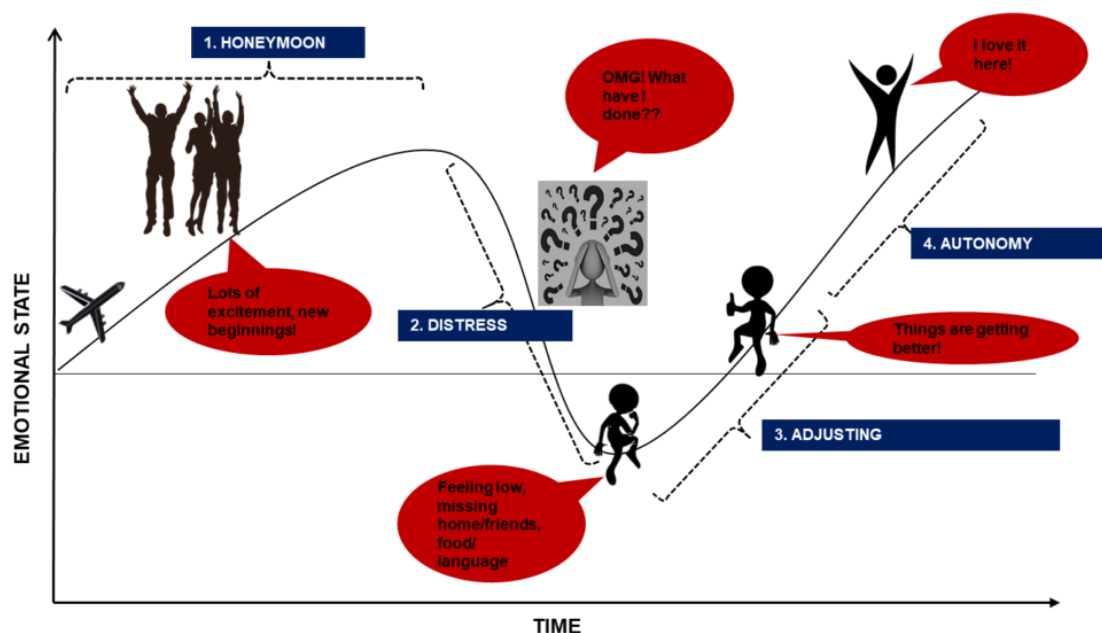 1. HONEYMOON
I love it
here!
OMG! What
have I
done??
4. AUTONOMY
Lots of
excitement, new
beginnings!
2. DISTRESS
Things are getting
better!
3. ADJUSTING
Feeling low,
missing
home/friends,
food/
language
EMOTIONAL STATE
TIME